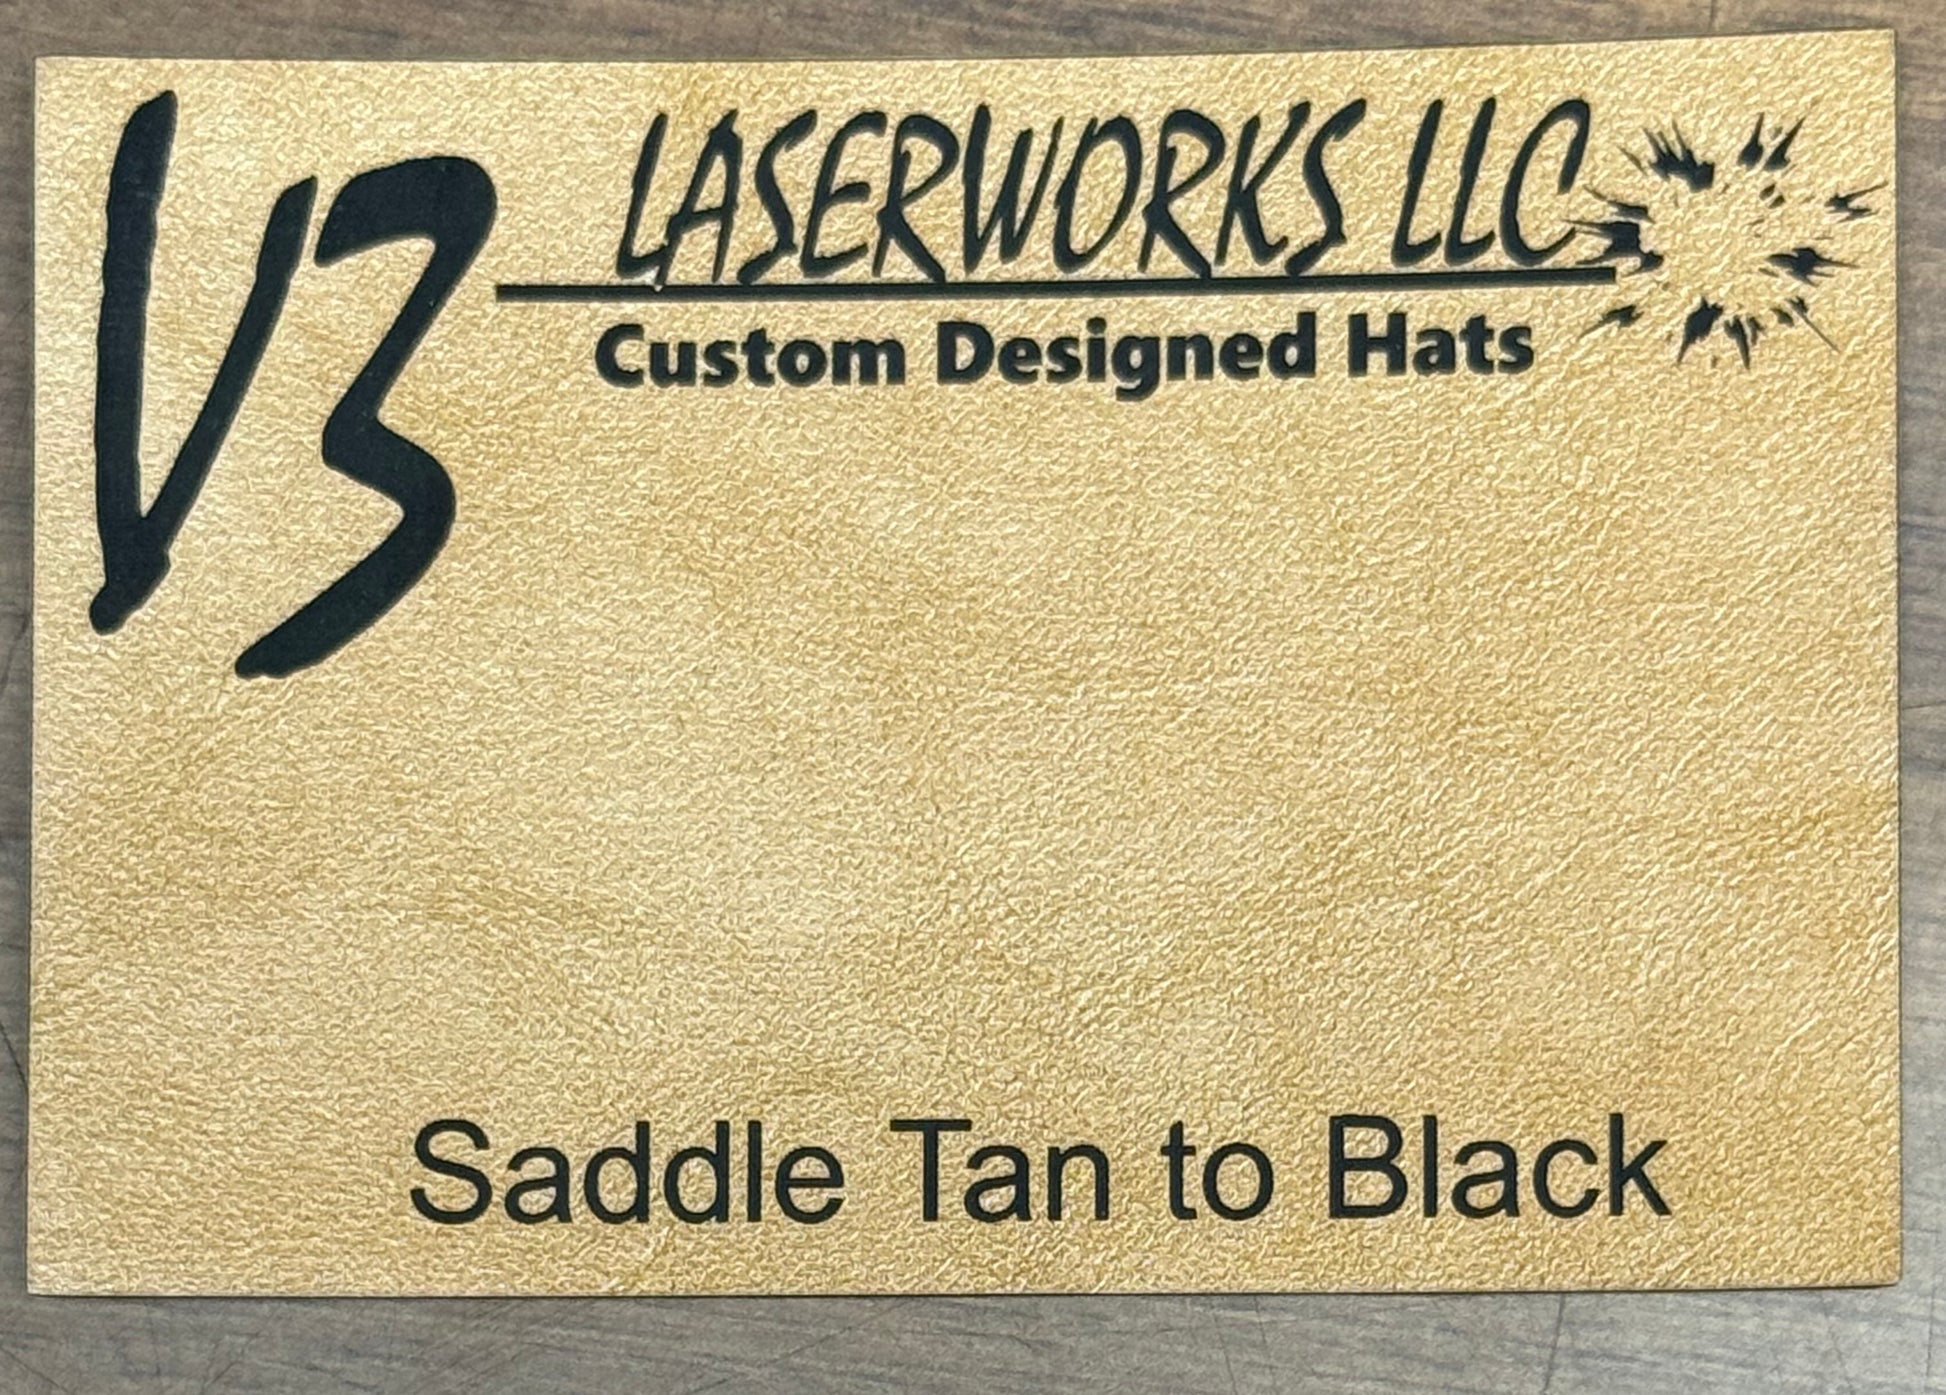 V3
LASERWORKS LLC
Custom Designed Hats
Saddle Tan to Black